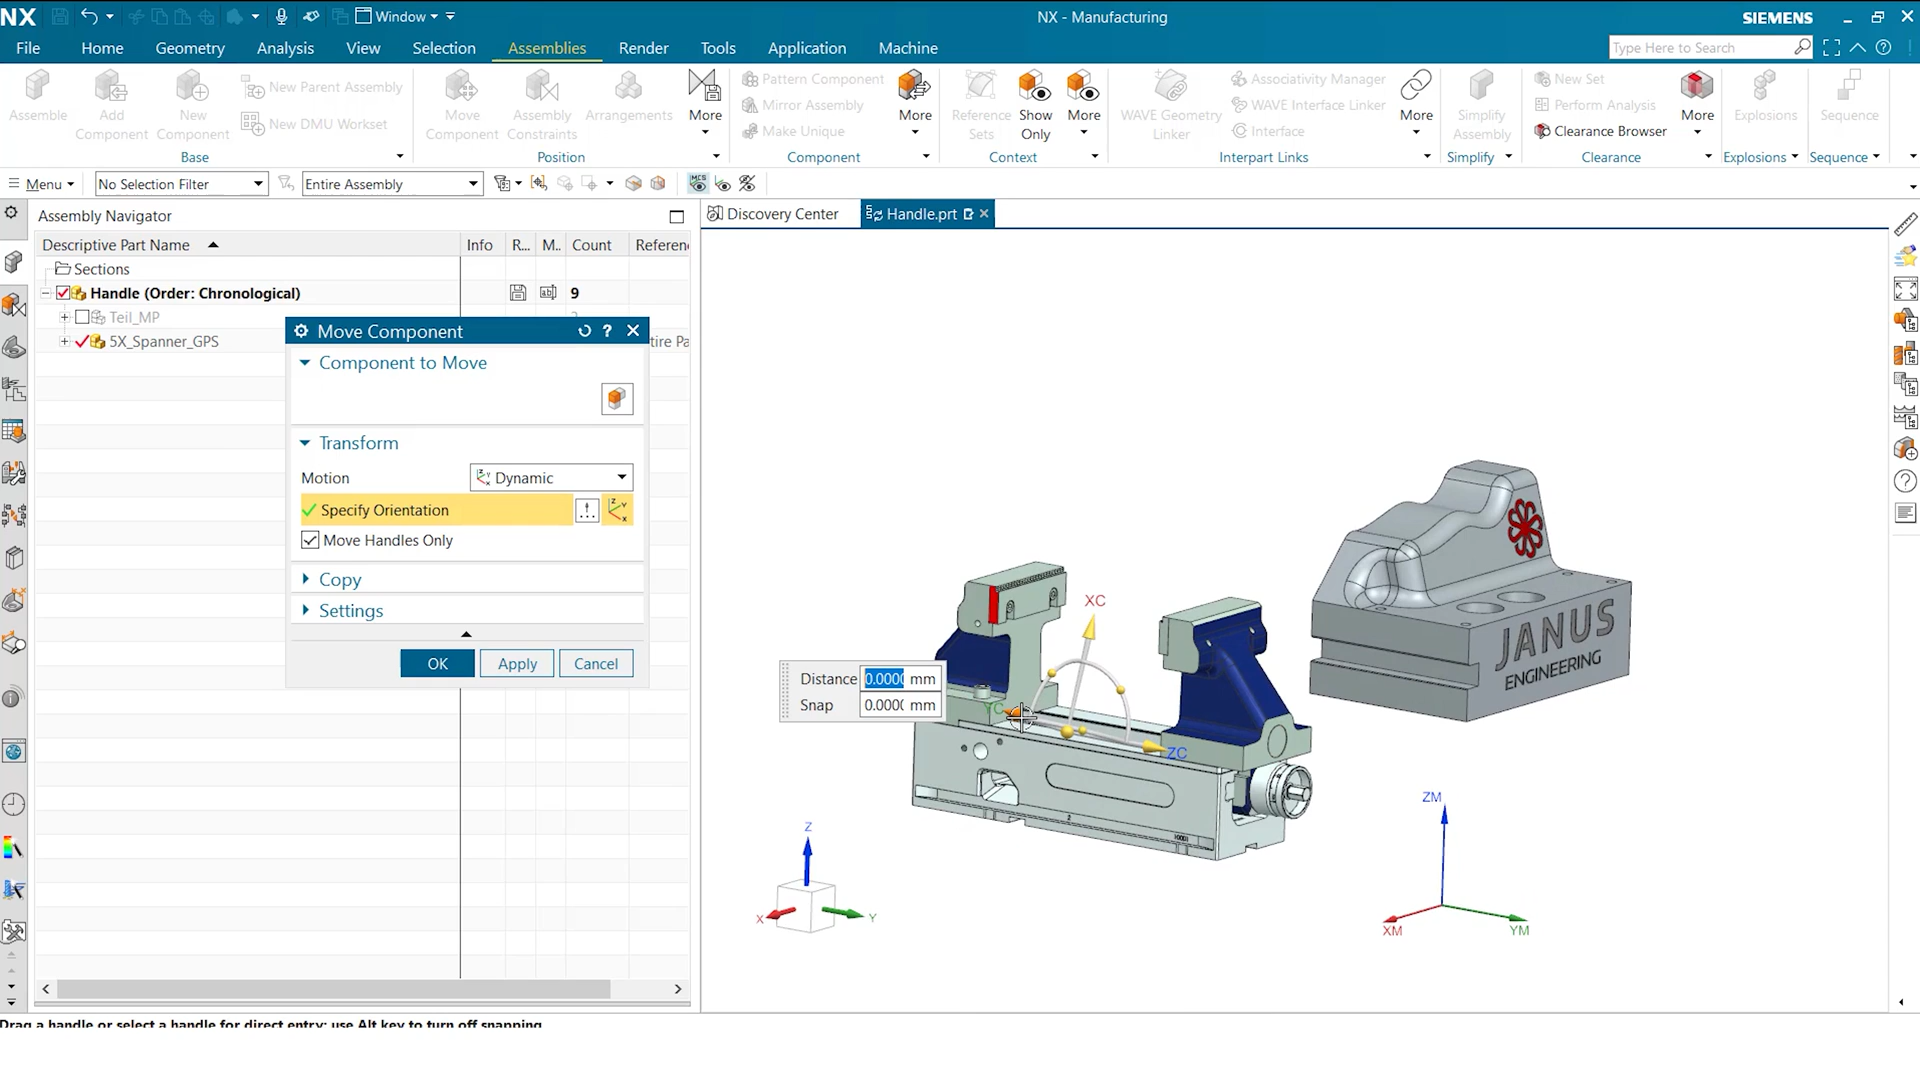 NX Window NX - Manufacturing SIEMENS
File Home Geometry Analysis View Selection Assemblies Render Tools Application Machine Type Here to Search
Assemble Add Component New Component New Parent Assembly New DMU Workset Base
Move Component Assembly Constraints Arrangements More Position
Pattern Component Mirror Assembly Make Unique More Component
Reference Sets Show Only More Context
WAVE Geometry Linker Associativity Manager WAVE Interface Linker Interface More Interpart Links
Simplify Assembly Simplify
New Set Perform Analysis Clearance Browser More Clearance
Explosions Explosions
Sequence Sequence
Menu No Selection Filter Entire Assembly
Assembly Navigator
Discovery Center Handle.prt
Descriptive Part Name Info R... M.. Count Referen
Sections
Handle (Order: Chronological) 9
Teil_MP
5X_Spanner_GPS tire Pa
Move Component
Component to Move
Transform
Motion Dynamic
Specify Orientation
Move Handles Only
Copy
Settings
OK Apply Cancel
Distance 0.0000 mm
Snap 0.0000 mm
XC
YC
ZC
JANUS
ENGINEERING
Z
X
Y
ZM
XM
YM
Drag a handle or select a handle for direct entry; use Alt key to turn off snapping